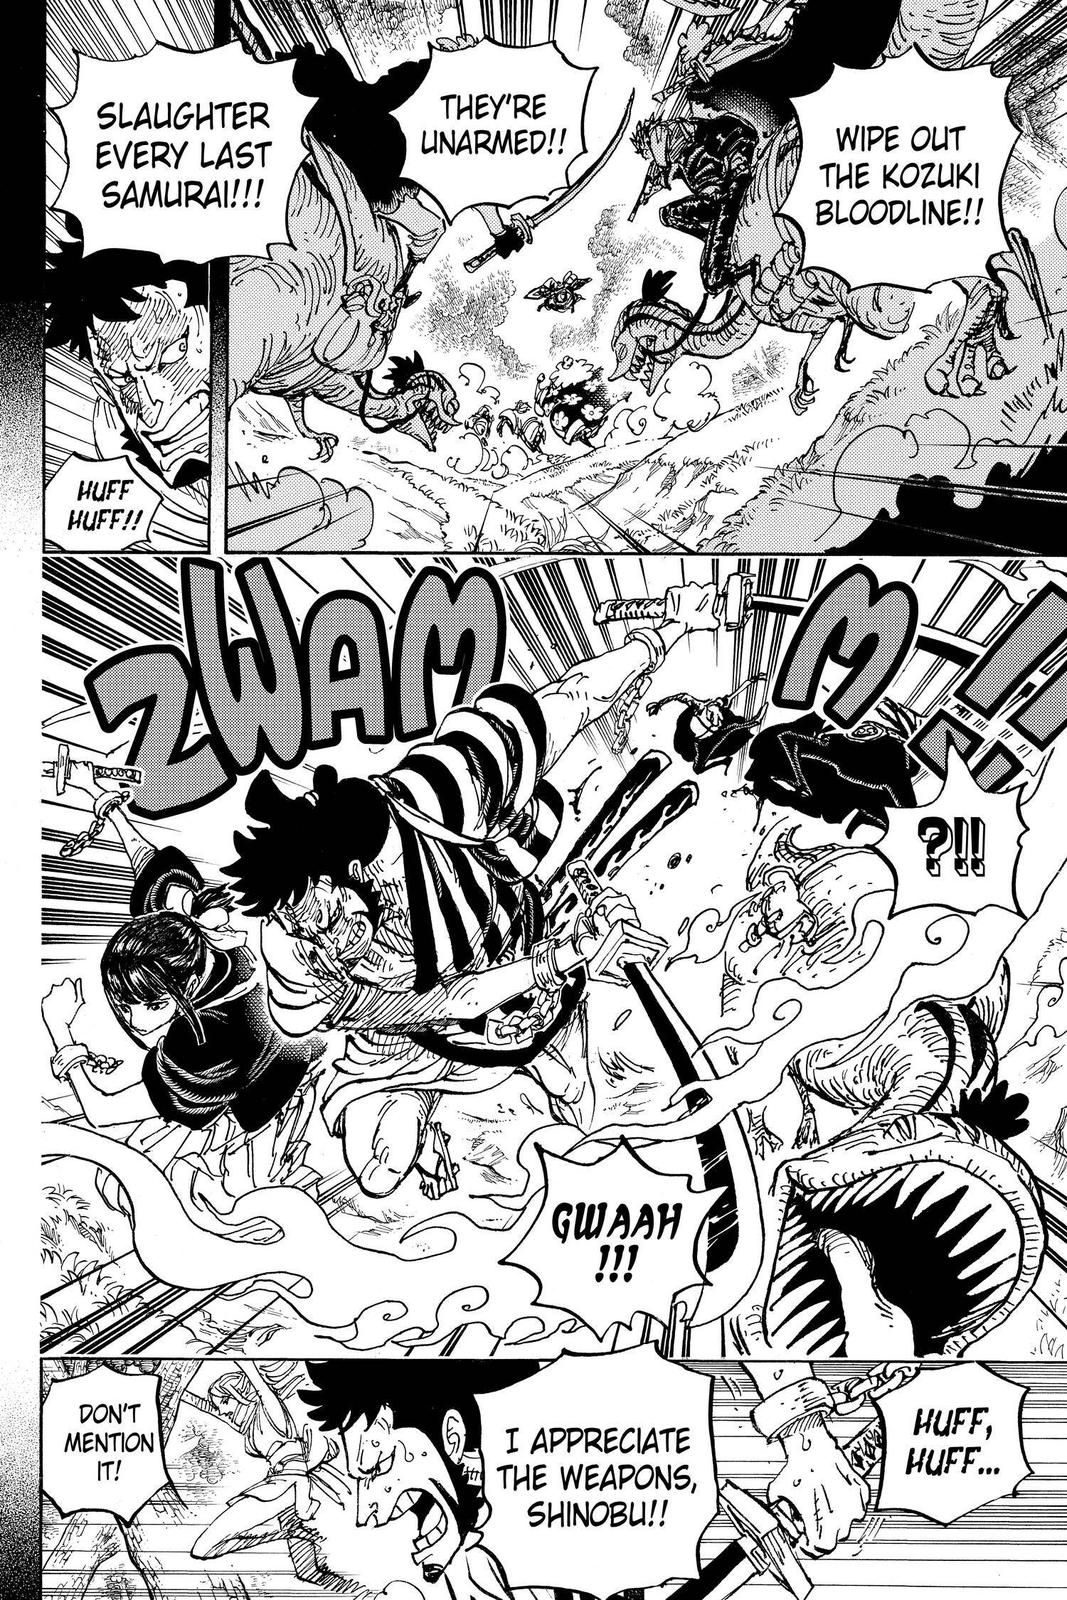 WIPE OUT
THE KOZUKI
BLOODLINE!!
THEY'RE
UNARMED!!
SLAUGHTER
EVERY LAST
SAMURAI!!!
HUFF
HUFF!!
ZWAM
M-!!
?!!
GWAAH
!!!
HUFF,
HUFF...
I APPRECIATE
THE WEAPONS,
SHINOBU!!
DON'T
MENTION
IT!